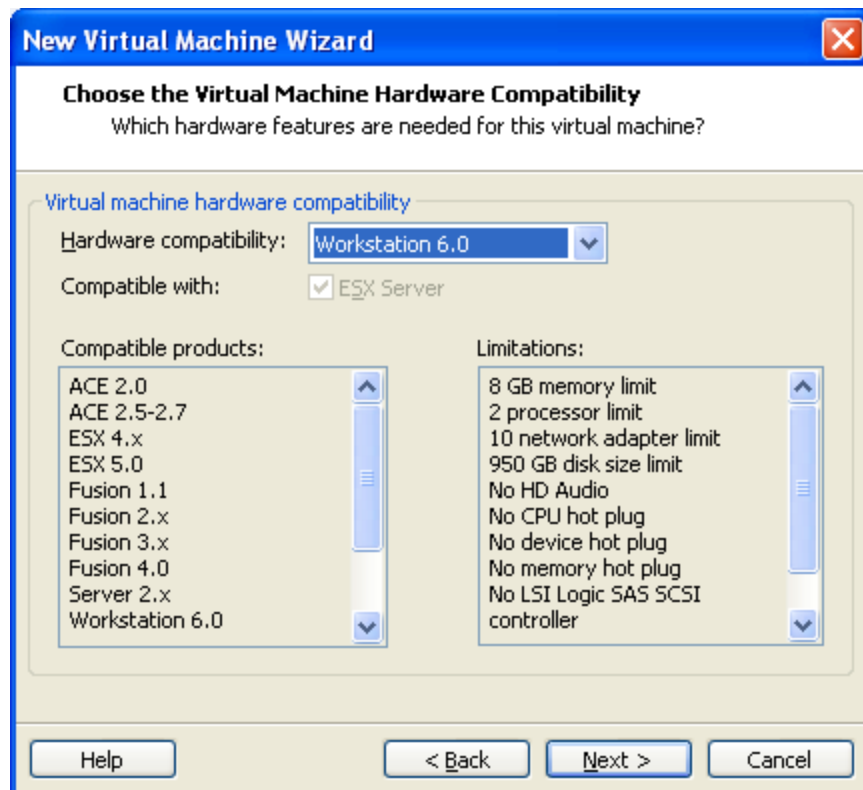 New Virtual Machine Wizard
Choose the Virtual Machine Hardware Compatibility
Which hardware features are needed for this virtual machine?
Virtual machine hardware compatibility
Hardware compatibility: Workstation 6.0
Compatible with: ESX Server
Compatible products:
ACE 2.0
ACE 2.5-2.7
ESX 4.x
ESX 5.0
Fusion 1.1
Fusion 2.x
Fusion 3.x
Fusion 4.0
Server 2.x
Workstation 6.0
Limitations:
8 GB memory limit
2 processor limit
10 network adapter limit
950 GB disk size limit
No HD Audio
No CPU hot plug
No device hot plug
No memory hot plug
No LSI Logic SAS SCSI
controller
Help < Back Next > Cancel